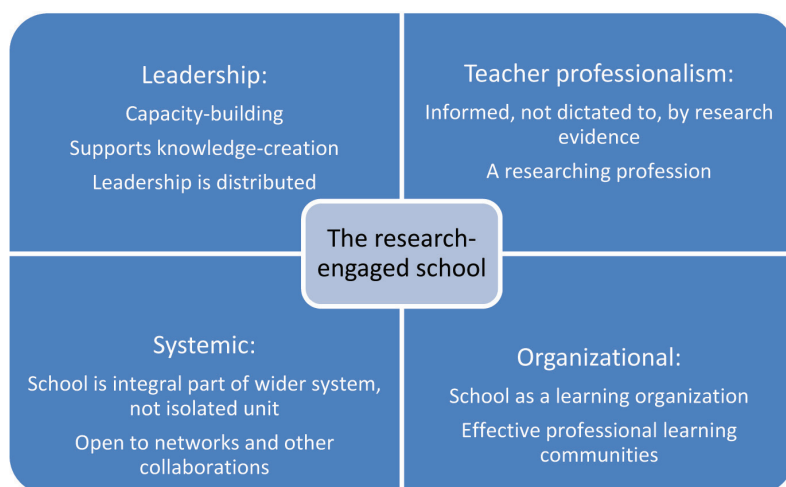 Leadership:
Capacity-building
Supports knowledge-creation
Leadership is distributed
Teacher professionalism:
Informed, not dictated to, by research
evidence
A researching profession
The research-
engaged school
Systemic:
School is integral part of wider system,
not isolated unit
Open to networks and other
collaborations
Organizational:
School as a learning organization
Effective professional learning
communities